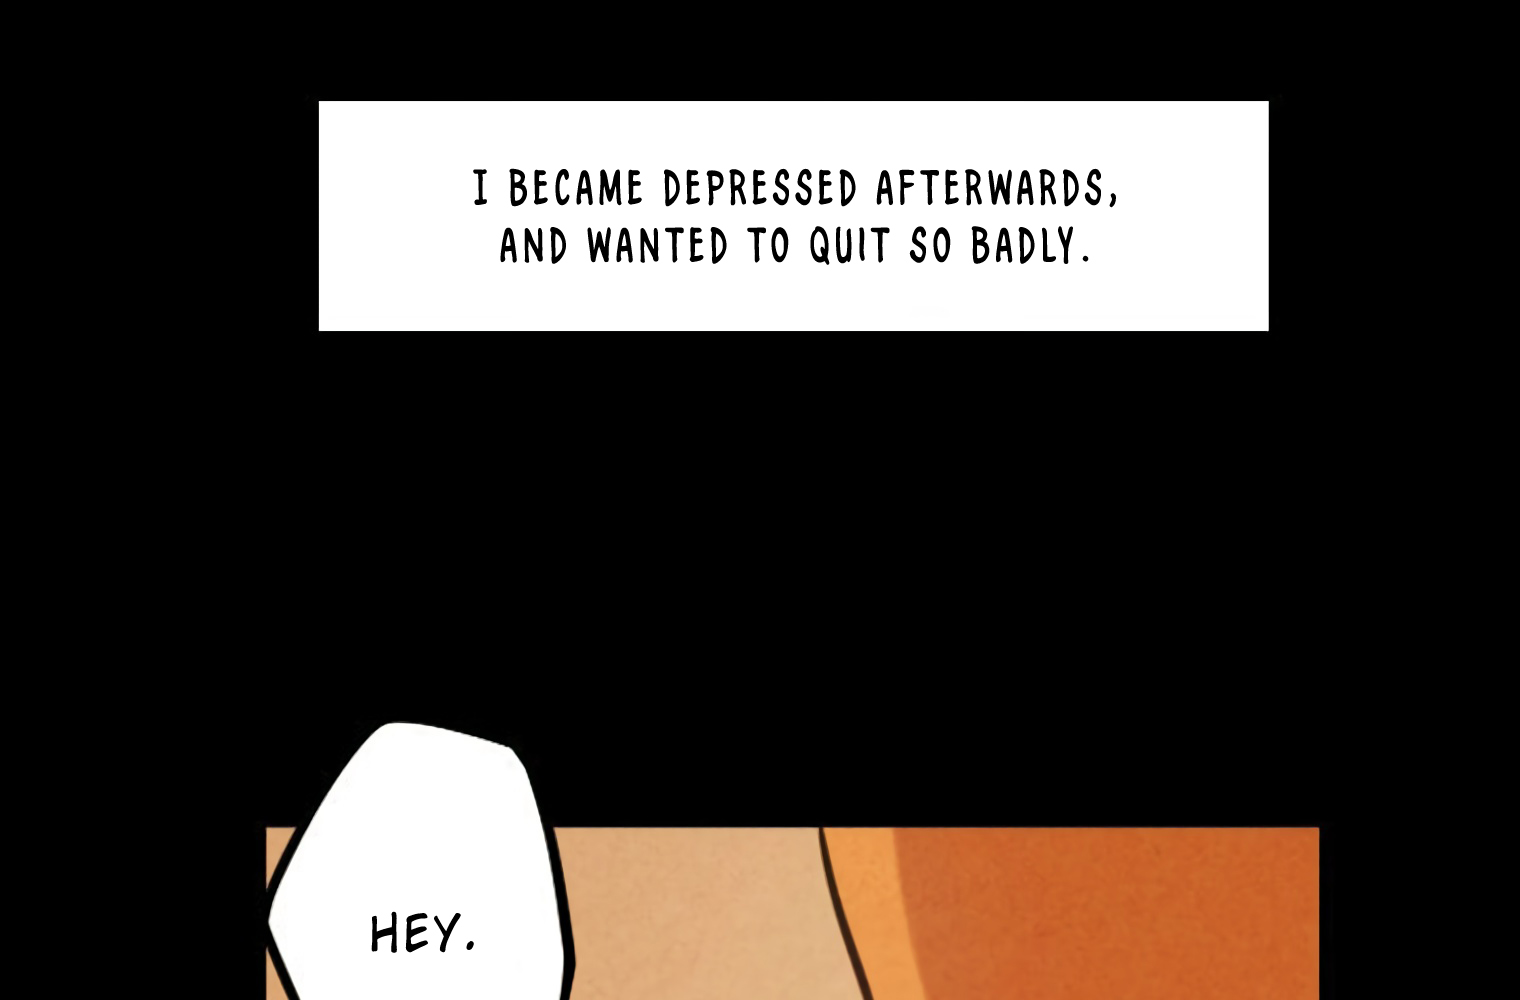 I BECAME DEPRESSED AFTERWARDS,
AND WANTED TO QUIT SO BADLY.
HEY.